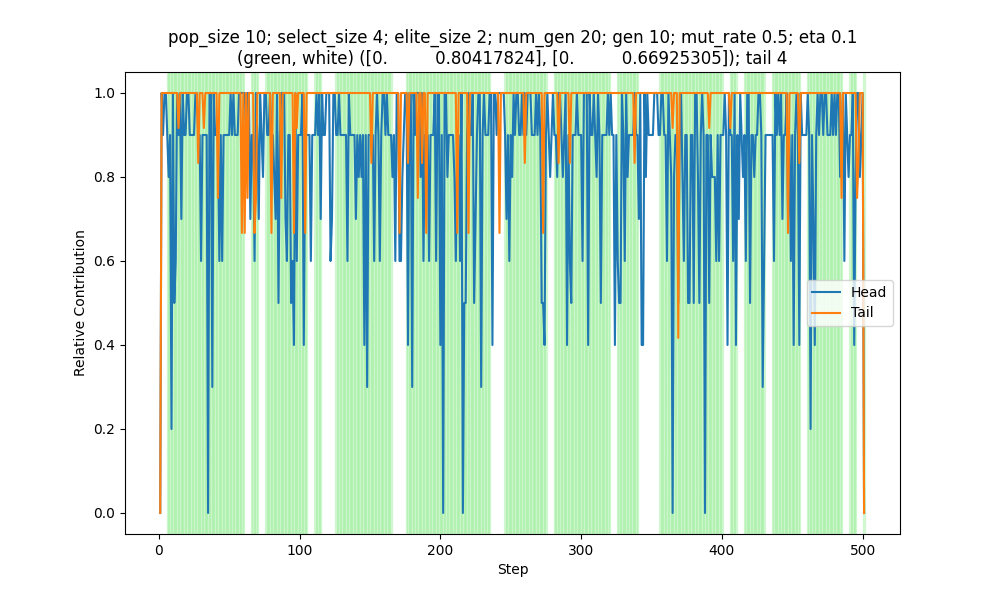 pop_size 10; select_size 4; elite_size 2; num_gen 20; gen 10; mut_rate 0.5; eta 0.1
(green, white) ([0.          0.80417824], [0.          0.66925305]); tail 4
1.0
0.8
0.6
0.4
0.2
0.0
Relative Contribution
Head
Tail
0
100
200
300
400
500
Step